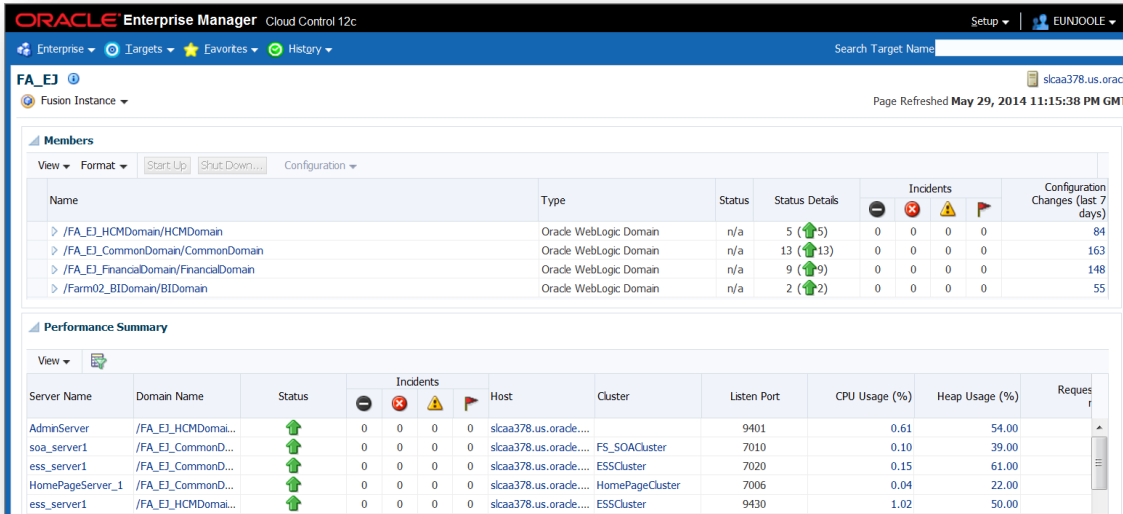 ORACLE Enterprise Manager Cloud Control 12c Setup EUNJOOLE
Enterprise Targets Favorites History Search Target Name
FA_EJ slcaa378.us.orac
Fusion Instance Page Refreshed May 29, 2014 11:15:38 PM GMT
Members
View Format Start Up Shut Down... Configuration
Name Type Status Status Details Incidents Configuration Changes (last 7 days)
/FA_EJ_HCMDomain/HCMDomain Oracle WebLogic Domain n/a 5 (5) 0 0 0 0 84
/FA_EJ_CommonDomain/CommonDomain Oracle WebLogic Domain n/a 13 (13) 0 0 0 0 163
/FA_EJ_FinancialDomain/FinancialDomain Oracle WebLogic Domain n/a 9 (9) 0 0 0 0 148
/Farm02_BIDomain/BIDomain Oracle WebLogic Domain n/a 2 (2) 0 0 0 0 55
Performance Summary
View
Server Name Domain Name Status Incidents Host Cluster Listen Port CPU Usage (%) Heap Usage (%) Reques
AdminServer /FA_EJ_HCMDomai... 0 0 0 0 slcaa378.us.oracle.... 9401 0.61 54.00
soa_server1 /FA_EJ_CommonD... 0 0 0 0 slcaa378.us.oracle.... FS_SOACluster 7010 0.10 39.00
ess_server1 /FA_EJ_CommonD... 0 0 0 0 slcaa378.us.oracle.... ESSCluster 7020 0.15 61.00
HomePageServer_1 /FA_EJ_CommonD... 0 0 0 0 slcaa378.us.oracle.... HomePageCluster 7006 0.04 22.00
ess_server1 /FA_EJ_HCMDomai... 0 0 0 0 slcaa378.us.oracle.... ESSCluster 9430 1.02 50.00